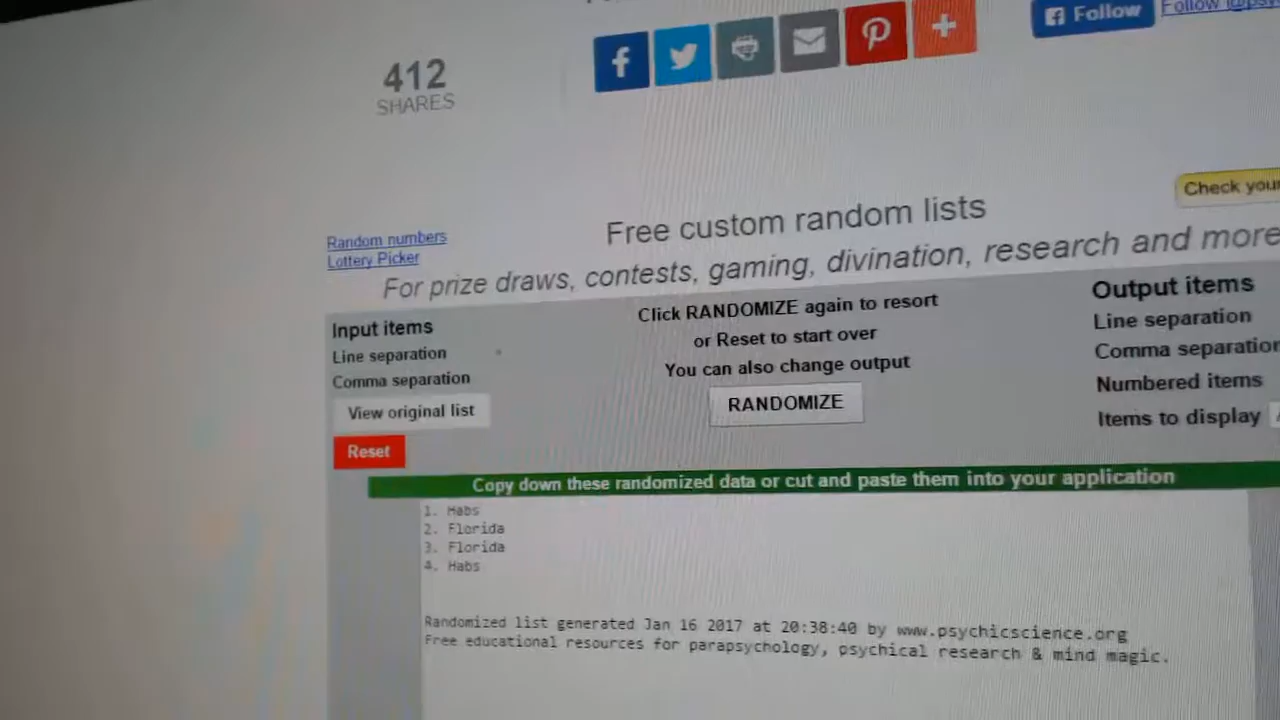 412
SHARES
Follow
Follow
Check your
Random numbers
Lottery Picker
Free custom random lists
For prize draws, contests, gaming, divination, research and more
Input items
Line separation
Comma separation
View original list
Reset
Click RANDOMIZE again to resort
or Reset to start over
You can also change output
RANDOMIZE
Output items
Line separation
Comma separation
Numbered items
Items to display
Copy down these randomized data or cut and paste them into your application
1. Habs
2. Florida
3. Florida
4. Habs
Randomized list generated Jan 16 2017 at 20:38:40 by www.psychicscience.org
Free educational resources for parapsychology, psychical research & mind magic.